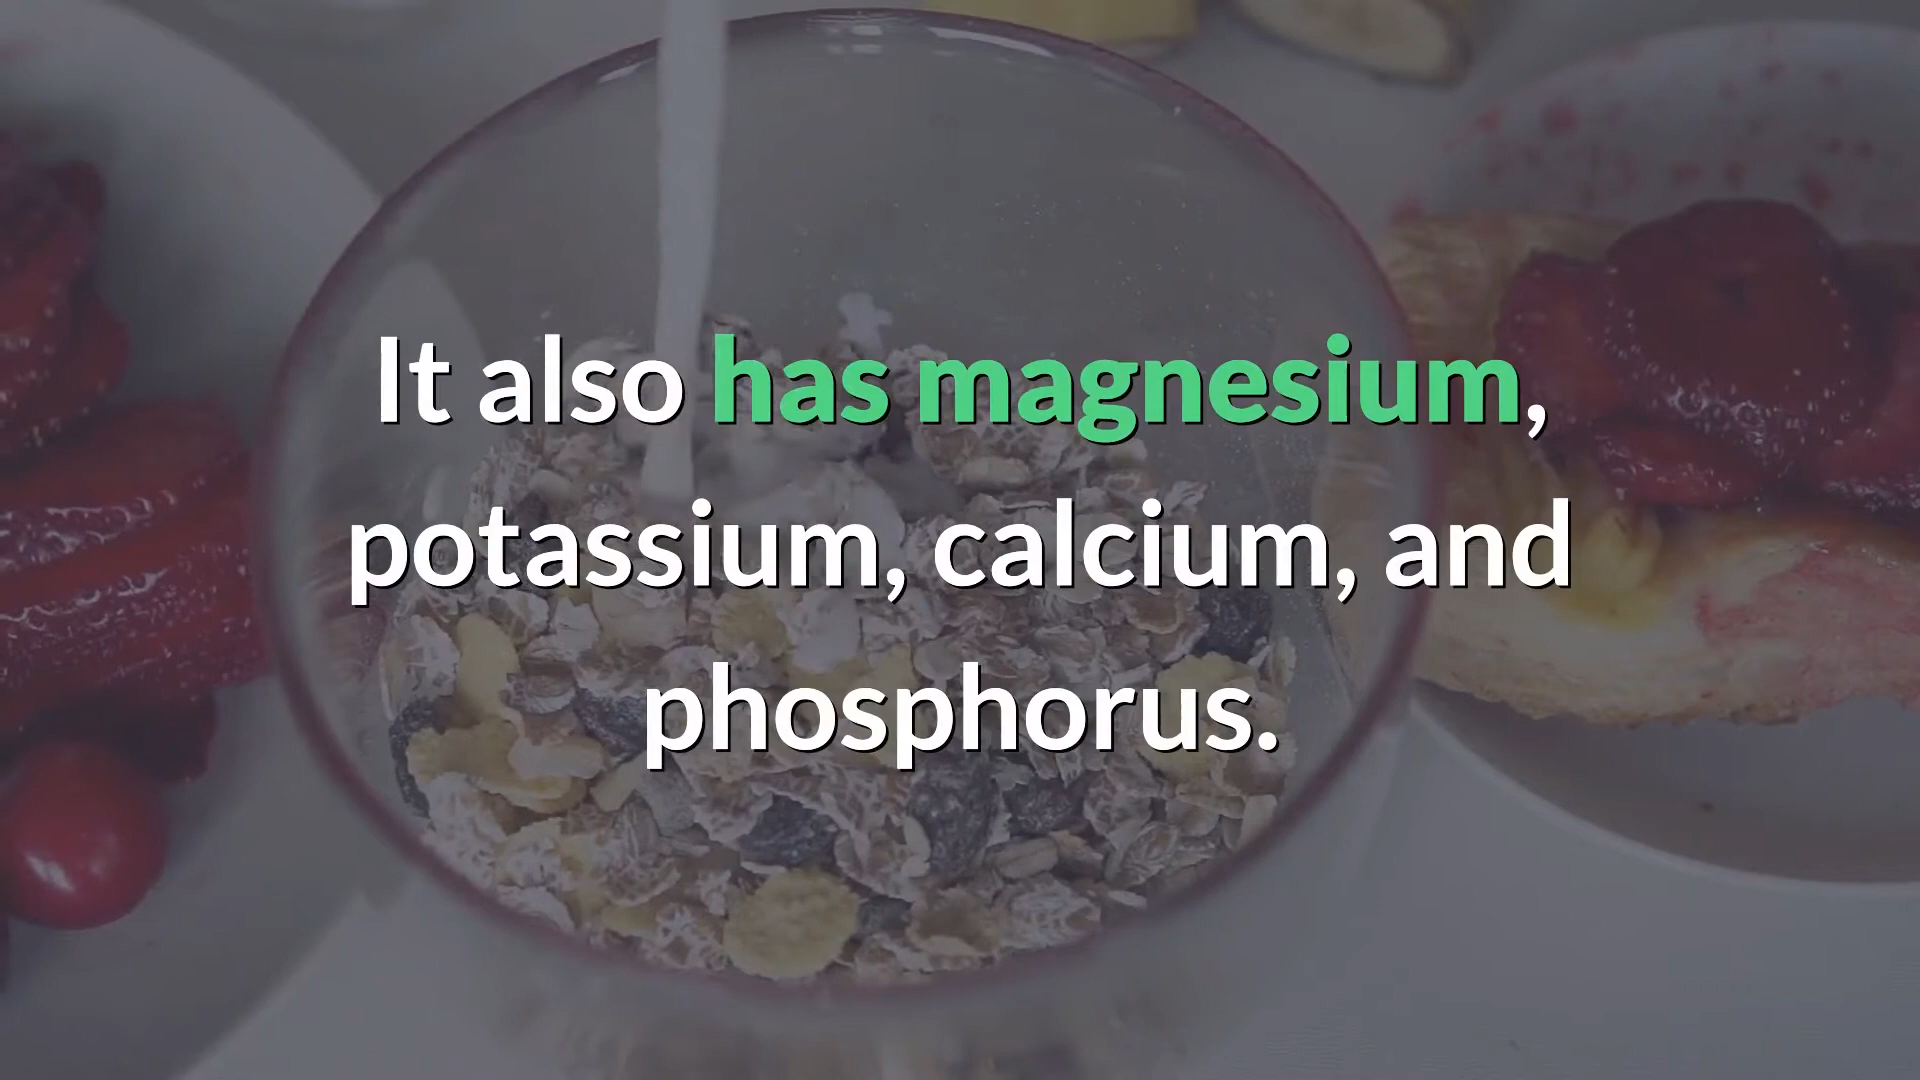 It also has magnesium,
potassium, calcium, and
phosphorus.